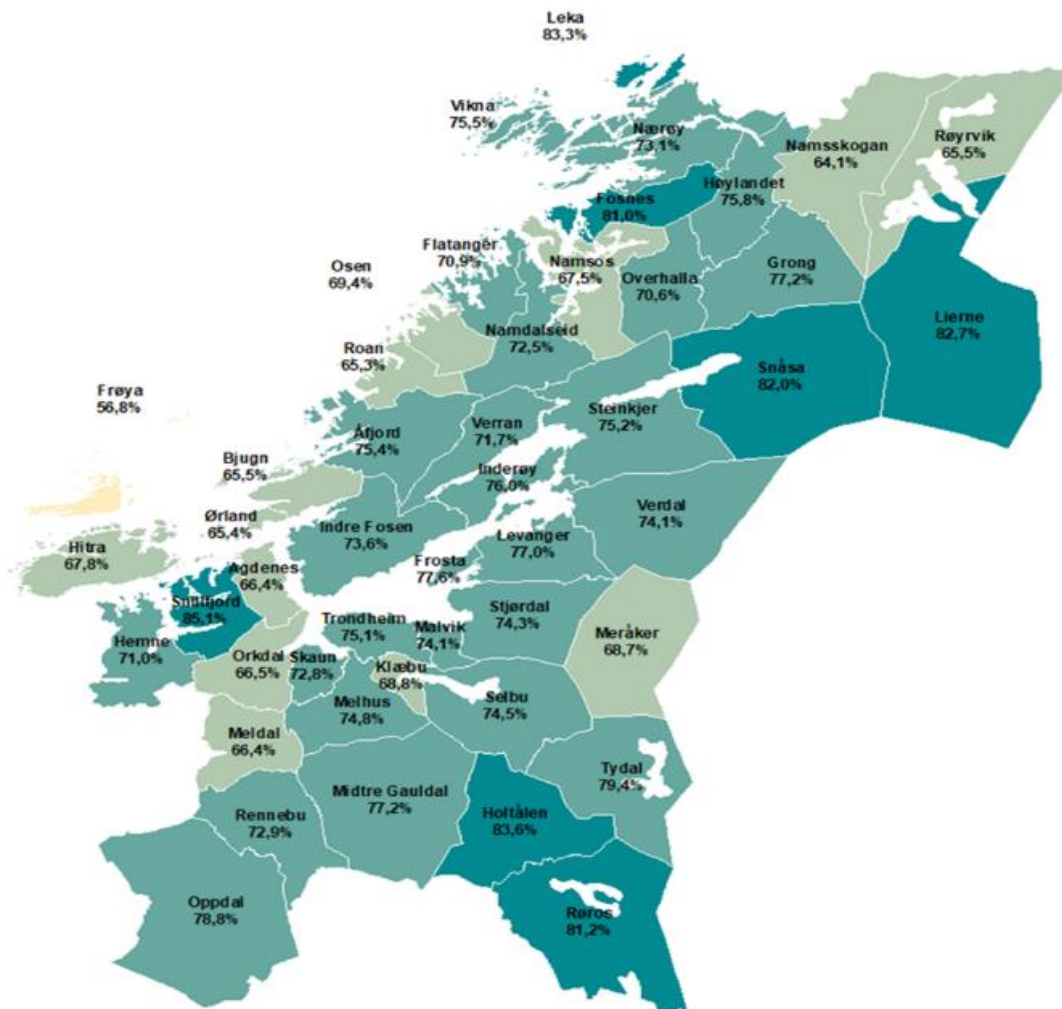 Leka
83,3%
Vikna
75,5%
Nærøy
73,1%
Namsskogan
64,1%
Røyrvik
65,5%
Høylandet
75,8%
Fosnes
81,0%
Flatanger
70,9%
Namsos
67,5%
Overhalla
70,6%
Grong
77,2%
Osen
69,4%
Lierne
82,7%
Namdalseid
72,5%
Roan
65,3%
Snåsa
82,0%
Frøya
56,8%
Steinkjer
75,2%
Verran
71,7%
Åfjord
75,4%
Bjugn
65,5%
Inderøy
76,0%
Verdal
74,1%
Ørland
65,4%
Indre Fosen
73,6%
Levanger
77,0%
Hitra
67,8%
Frosta
77,6%
Agdenes
66,4%
Snillfjord
85,1%
Stjørdal
74,3%
Trondheim
75,1%
Malvik
74,1%
Meråker
68,7%
Hemne
71,0%
Orkdal
66,5%
Skaun
72,8%
Klæbu
68,8%
Selbu
74,5%
Melhus
74,8%
Meldal
66,4%
Tydal
79,4%
Midtre Gauldal
77,2%
Holtålen
83,6%
Rennebu
72,9%
Oppdal
78,8%
Røros
81,2%